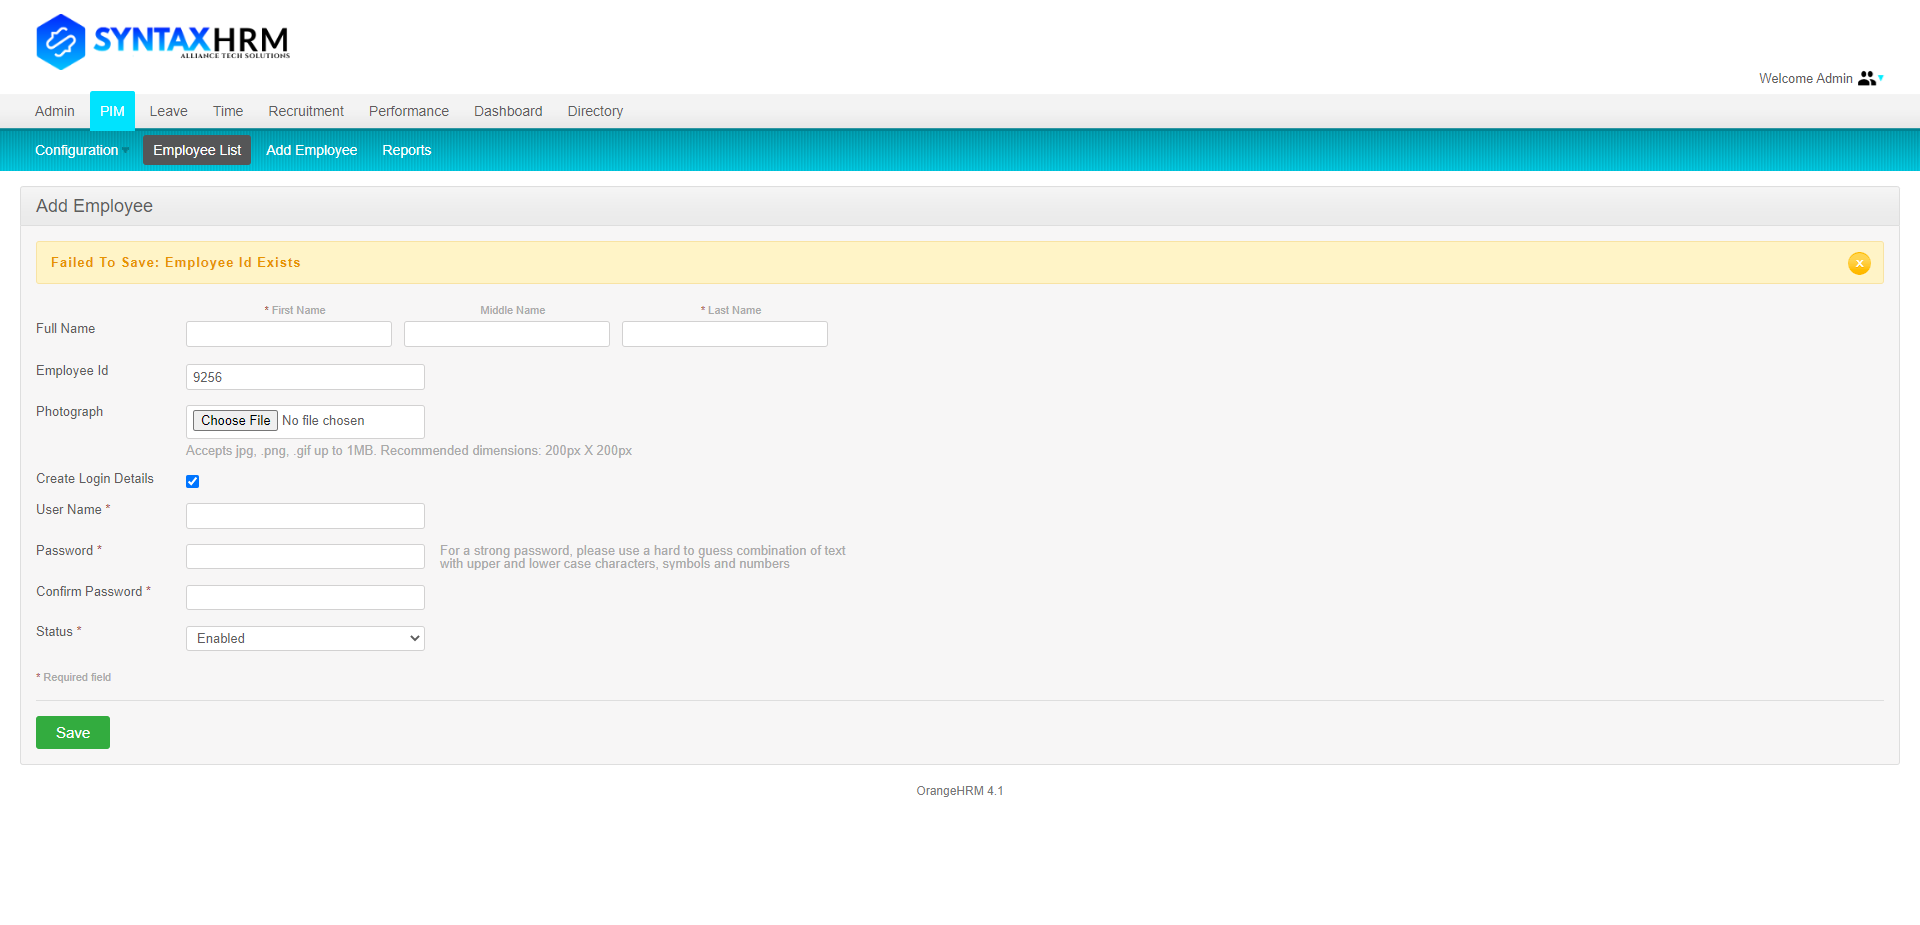 SYNTAXHRM
ALLIANCE TECH SOLUTIONS
Welcome Admin
Admin PIM Leave Time Recruitment Performance Dashboard Directory
Configuration Employee List Add Employee Reports
Add Employee
Failed To Save: Employee Id Exists
* First Name Middle Name * Last Name
Full Name
Employee Id 9256
Photograph Choose File No file chosen
Accepts jpg, .png, .gif up to 1MB. Recommended dimensions: 200px X 200px
Create Login Details
User Name *
Password * For a strong password, please use a hard to guess combination of text
with upper and lower case characters, symbols and numbers
Confirm Password *
Status * Enabled
* Required field
Save
OrangeHRM 4.1